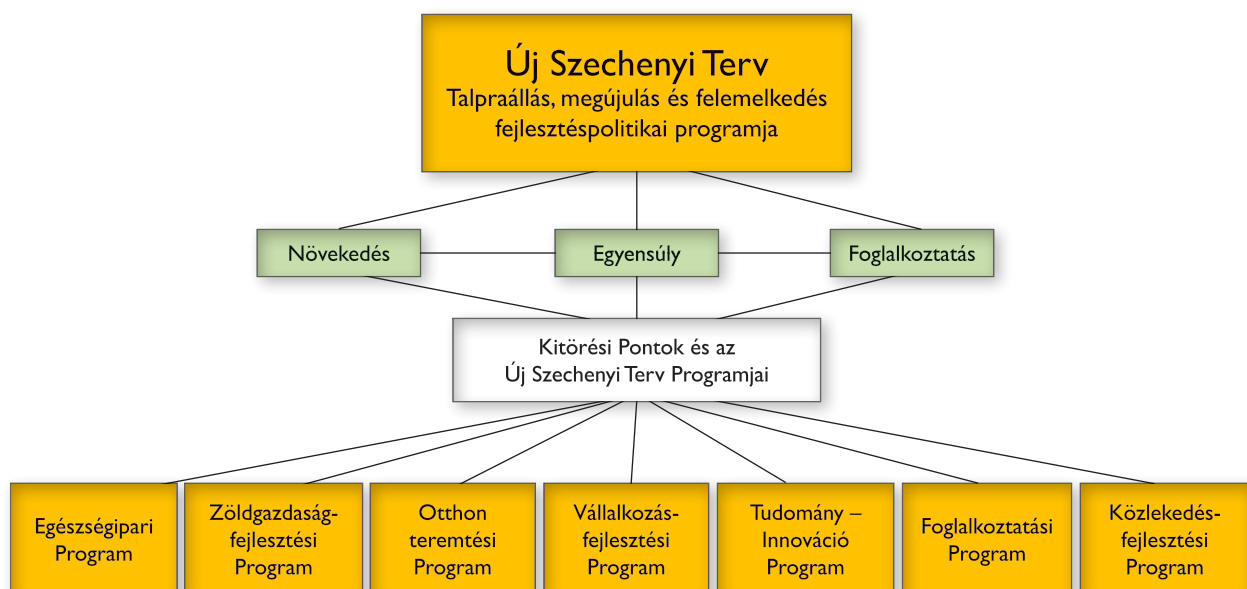 Új Szechenyi Terv
Talpraállás, megújulás és felemelkedés
fejlesztéspolitikai programja
Növekedés
Egyensúly
Foglalkoztatás
Kitörési Pontok és az
Új Szechenyi Terv Programjai
Egészségipari
Program
Zöldgazdaság-
fejlesztési
Program
Otthon
teremtési
Program
Vállalkozás-
fejlesztési
Program
Tudomány –
Innováció
Program
Foglalkoztatási
Program
Közlekedés-
fejlesztési
Program